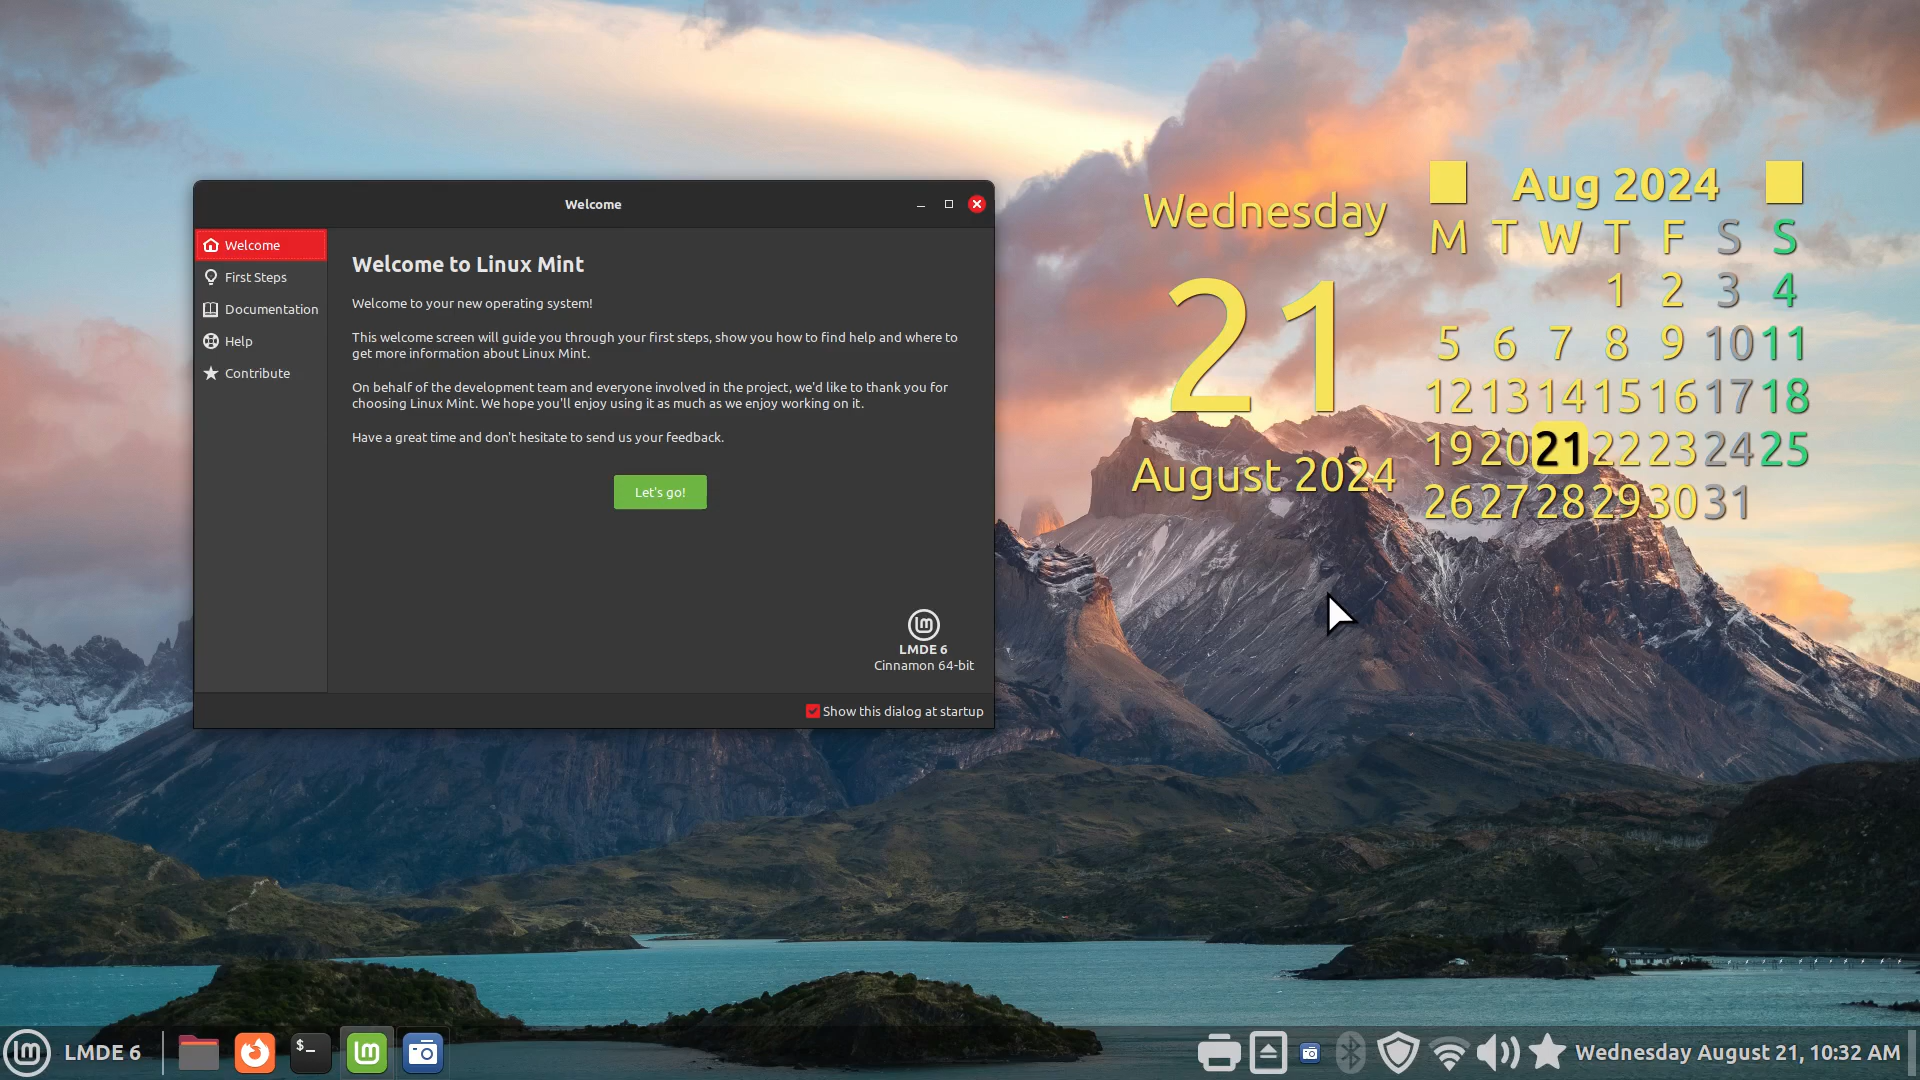 Welcome
Welcome
First Steps
Documentation
Help
Contribute
Welcome to Linux Mint
Welcome to your new operating system!
This welcome screen will guide you through your first steps, show you how to find help and where to
get more information about Linux Mint.
On behalf of the development team and everyone involved in the project, we'd like to thank you for
choosing Linux Mint. We hope you'll enjoy using it as much as we enjoy working on it.
Have a great time and don't hesitate to send us your feedback.
Let's go!
LMDE 6
Cinnamon 64-bit
Show this dialog at startup
Wednesday
21
August 2024
Aug 2024
M T W T F S S
1 2 3 4
5 6 7 8 9 10 11
12 13 14 15 16 17 18
19 20 21 22 23 24 25
26 27 28 29 30 31
LMDE 6
$_
Wednesday August 21, 10:32 AM